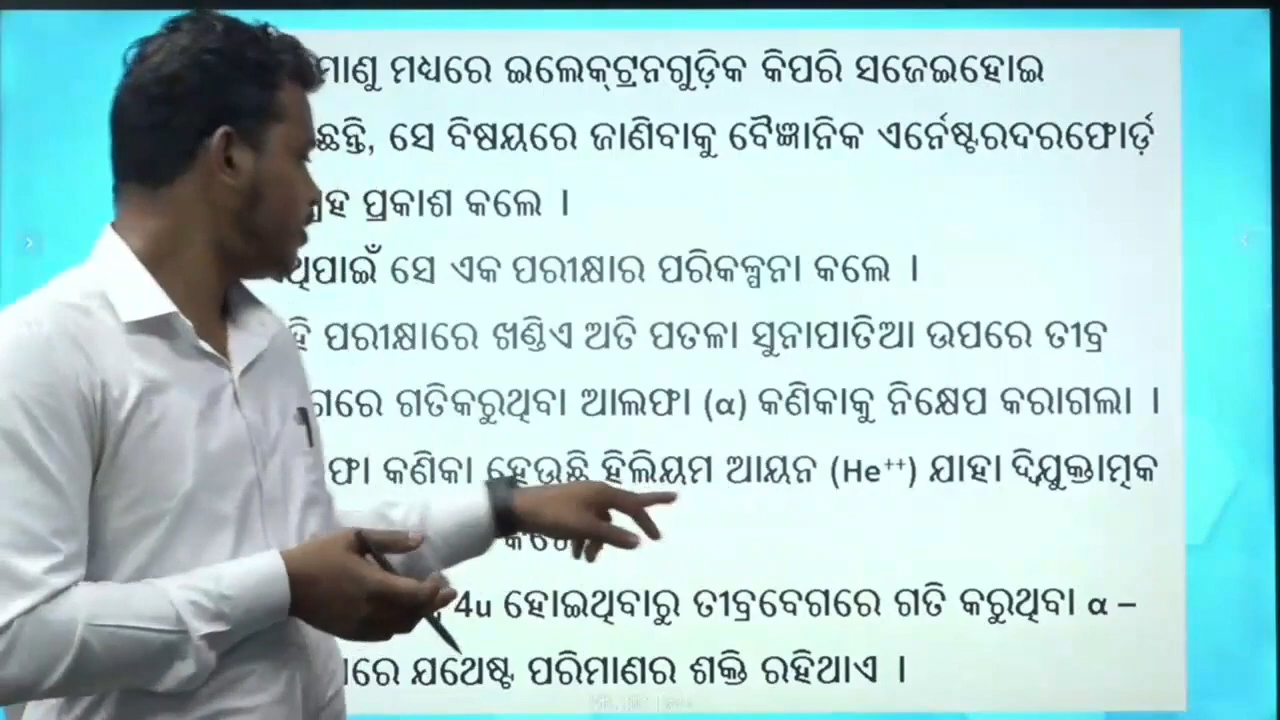 ମଧ୍ୟରେ ଇଲେକ୍‌ଟ୍ରନଗୁଡ଼ିକ କିପରି ସଜେଇହୋଇ
ସେ ବିଷୟରେ ଜାଣିବାକୁ ବୈଜ୍ଞାନିକ ଏର୍ନେଷ୍ଟରଦରଫୋର୍ଡ଼
ପ୍ରକାଶ କଲେ ।
ସେ ଏକ ପରୀକ୍ଷାର ପରିକଳ୍ପନା କଲେ ।
ପରୀକ୍ଷାରେ ଖଣ୍ଡିଏ ଅତି ପତଳା ସୁନାପାତିଆ ଉପରେ ତୀବ୍ର
ଗତିକରୁଥିବା ଆଲଫା (α) କଣିକାକୁ ନିକ୍ଷେପ କରାଗଲା ।
କଣିକା ହେଉଛି ହିଲିୟମ ଆୟନ (He⁺⁺) ଯାହା ଦ୍ୱିଯୁକ୍ତାତ୍ମକ
4u ହୋଇଥିବାରୁ ତୀବ୍ରବେଗରେ ଗତି କରୁଥିବା α –
ଯଥେଷ୍ଟ ପରିମାଣର ଶକ୍ତି ରହିଥାଏ ।